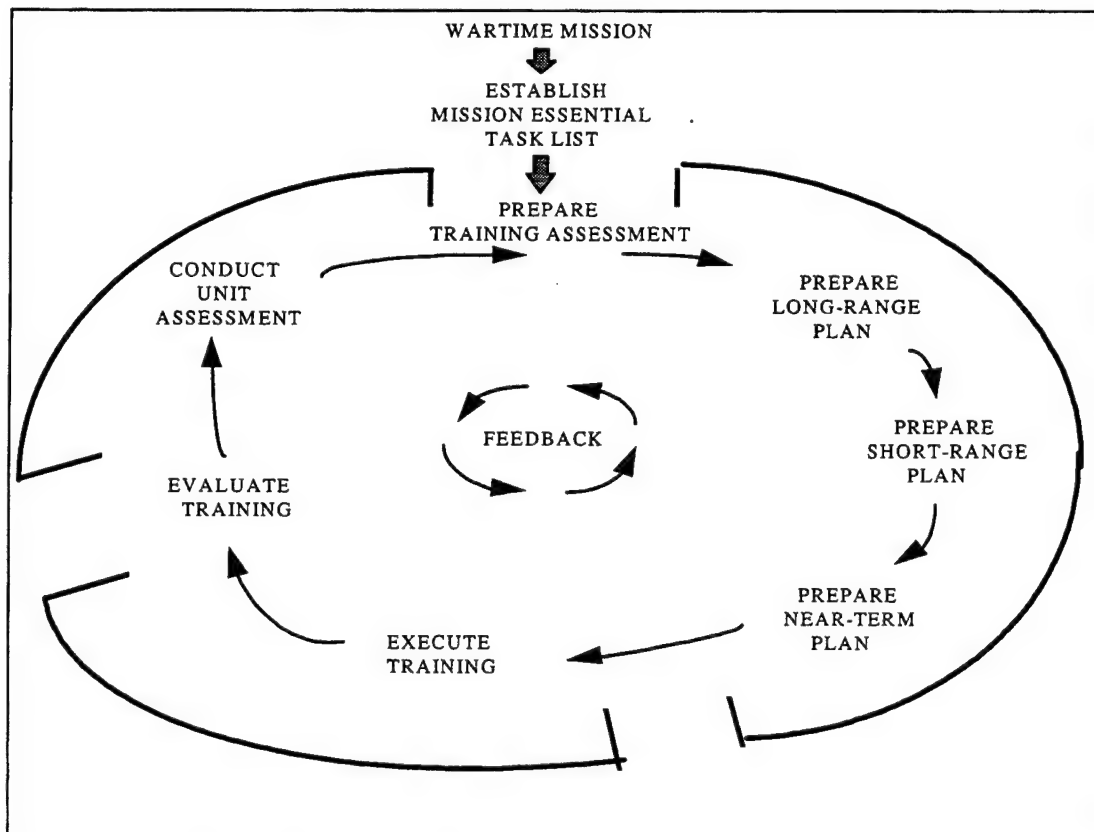 WARTIME MISSION
ESTABLISH
MISSION ESSENTIAL
TASK LIST
PREPARE
TRAINING ASSESSMENT
PREPARE
LONG-RANGE
PLAN
PREPARE
SHORT-RANGE
PLAN
PREPARE
NEAR-TERM
PLAN
EXECUTE
TRAINING
EVALUATE
TRAINING
CONDUCT
UNIT
ASSESSMENT
FEEDBACK